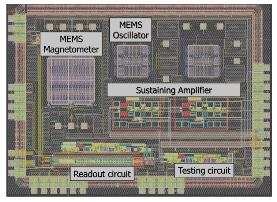 MEMS
Magnetometer
MEMS
Oscillator
Sustaining Amplifier
Readout circuit
Testing circuit